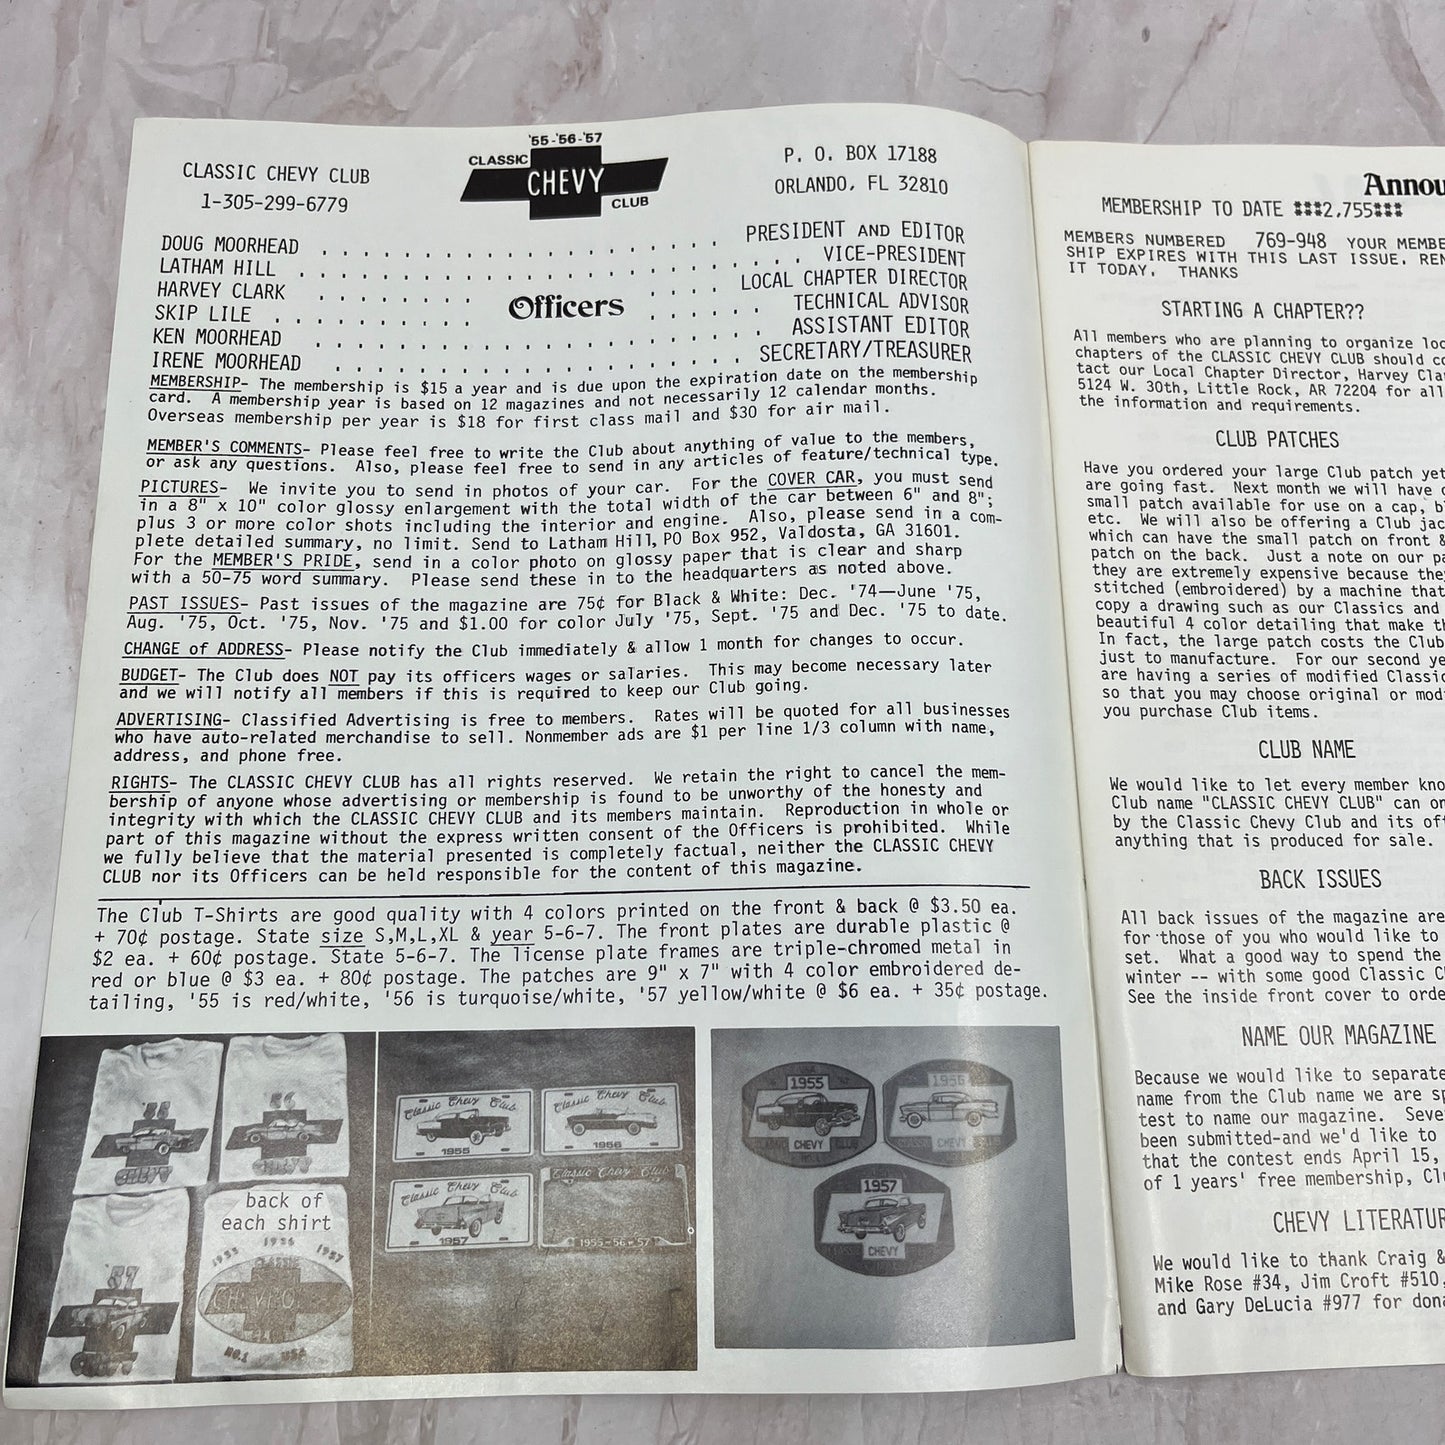 CLASSIC CHEVY CLUB
1-305-299-6779
'55-'56-'57
CLASSIC
CHEVY
CLUB
P. O. BOX 17188
ORLANDO, FL 32810
DOUG MOORHEAD . . . . . . . . . . . . . . . . . . . PRESIDENT AND EDITOR
LATHAM HILL . . . . . . . . . . . . . . . . . . . . . . . VICE-PRESIDENT
HARVEY CLARK . . . . . . . . . . . LOCAL CHAPTER DIRECTOR
Officers
SKIP LILE . . . . . . . . . . . . . . . TECHNICAL ADVISOR
KEN MOORHEAD . . . . . . . . . . . . . . . . . . . . ASSISTANT EDITOR
IRENE MOORHEAD . . . . . . . . . . . . . . . . . . SECRETARY/TREASURER
MEMBERSHIP- The membership is $15 a year and is due upon the expiration date on the membership
card. A membership year is based on 12 magazines and not necessarily 12 calendar months.
Overseas membership per year is $18 for first class mail and $30 for air mail.
MEMBER'S COMMENTS- Please feel free to write the Club about anything of value to the members,
or ask any questions. Also, please feel free to send in any articles of feature/technical type.
PICTURES- We invite you to send in photos of your car. For the COVER CAR, you must send
in a 8" x 10" color glossy enlargement with the total width of the car between 6" and 8";
plus 3 or more color shots including the interior and engine. Also, please send in a com-
plete detailed summary, no limit. Send to Latham Hill, PO Box 952, Valdosta, GA 31601.
For the MEMBER'S PRIDE, send in a color photo on glossy paper that is clear and sharp
with a 50-75 word summary. Please send these in to the headquarters as noted above.
PAST ISSUES- Past issues of the magazine are 75¢ for Black & White: Dec. '74—June '75,
Aug. '75, Oct. '75, Nov. '75 and $1.00 for color July '75, Sept. '75 and Dec. '75 to date.
CHANGE of ADDRESS- Please notify the Club immediately & allow 1 month for changes to occur.
BUDGET- The Club does NOT pay its officers wages or salaries. This may become necessary later
and we will notify all members if this is required to keep our Club going.
ADVERTISING- Classified Advertising is free to members. Rates will be quoted for all businesses
who have auto-related merchandise to sell. Nonmember ads are $1 per line 1/3 column with name,
address, and phone free.
RIGHTS- The CLASSIC CHEVY CLUB has all rights reserved. We retain the right to cancel the mem-
bership of anyone whose advertising or membership is found to be unworthy of the honesty and
integrity with which the CLASSIC CHEVY CLUB and its members maintain. Reproduction in whole or
part of this magazine without the express written consent of the Officers is prohibited. While
we fully believe that the material presented is completely factual, neither the CLASSIC CHEVY
CLUB nor its Officers can be held responsible for the content of this magazine.
The Club T-Shirts are good quality with 4 colors printed on the front & back @ $3.50 ea.
+ 70¢ postage. State size S,M,L,XL & year 5-6-7. The front plates are durable plastic @
$2 ea. + 60¢ postage. State 5-6-7. The license plate frames are triple-chromed metal in
red or blue @ $3 ea. + 80¢ postage. The patches are 9" x 7" with 4 color embroidered de-
tailing, '55 is red/white, '56 is turquoise/white, '57 yellow/white @ $6 ea. + 35¢ postage.
'55
CHEVY
'56
CHEVY
'57
CHEVY
back of
each shirt
1955 1956 1957
CLASSIC
CHEVROLET
CLUB
NO.1 USA
Classic Chevy Club
1955
Classic Chevy Club
1956
Classic Chevy Club
1957
Classic Chevy Club
1955-56-57
1955
CHEVY CLUB
1956
CHEVY
1957
CHEVY
Annou
MEMBERSHIP TO DATE ###2,755###
MEMBERS NUMBERED 769-948 YOUR MEMBE
SHIP EXPIRES WITH THIS LAST ISSUE. REN
IT TODAY. THANKS
STARTING A CHAPTER??
All members who are planning to organize loc
chapters of the CLASSIC CHEVY CLUB should co
tact our Local Chapter Director, Harvey Clar
5124 W. 30th, Little Rock, AR 72204 for all
the information and requirements.
CLUB PATCHES
Have you ordered your large Club patch yet
are going fast. Next month we will have
small patch available for use on a cap, bl
etc. We will also be offering a Club jac
which can have the small patch on front &
patch on the back. Just a note on our pa
they are extremely expensive because they
stitched (embroidered) by a machine that
copy a drawing such as our Classics and
beautiful 4 color detailing that make th
In fact, the large patch costs the Club
just to manufacture. For our second ye
are having a series of modified Classic
so that you may choose original or modi
you purchase Club items.
CLUB NAME
We would like to let every member kno
Club name "CLASSIC CHEVY CLUB" can on
by the Classic Chevy Club and its off
anything that is produced for sale.
BACK ISSUES
All back issues of the magazine are
for those of you who would like to
set. What a good way to spend the
winter -- with some good Classic C
See the inside front cover to orde
NAME OUR MAGAZINE
Because we would like to separate
name from the Club name we are sp
test to name our magazine. Seve
been submitted-and we'd like to
that the contest ends April 15,
of 1 years' free membership, Clu
CHEVY LITERATUR
We would like to thank Craig &
Mike Rose #34, Jim Croft #510,
and Gary DeLucia #977 for dona